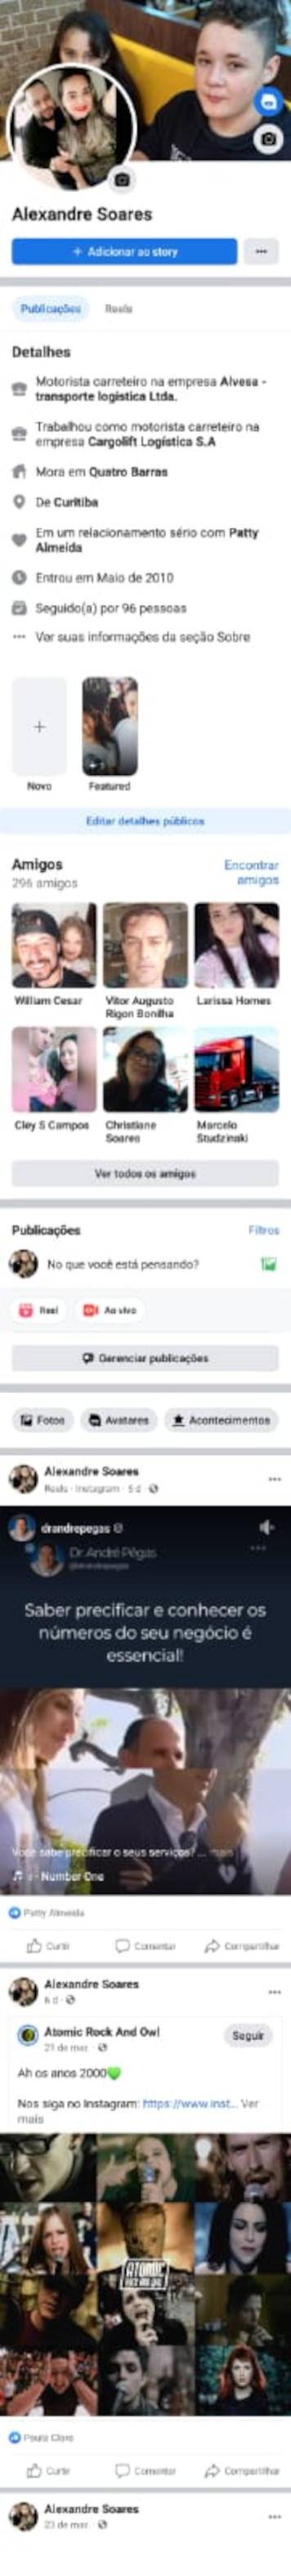 Alexandre Soares
+ Adicionar ao story
Publicações Reels
Detalhes
Motorista carreteiro na empresa Alvesa -
transporte logistica Ltda.
Trabalhou como motorista carreteiro na
empresa Cargolift Logística S.A
Mora em Quatro Barras
De Curitiba
Em um relacionamento sério com Patty
Almeida
Entrou em Maio de 2010
Seguido(a) por 96 pessoas
Ver suas informações da seção Sobre
Novo Featured
Editar detalhes públicos
Amigos
Encontrar
amigos
296 amigos
William Cesar Vitor Augusto Larissa Homes
Rigon Bonilha
Cley S Campos Christiane Marcelo
Soares Studzinski
Ver todos os amigos
Publicações Filtros
No que você está pensando?
Reel Ao vivo
Gerenciar publicações
Fotos Avatares Acontecimentos
Alexandre Soares
Reels · Instagram · 5 d
drandrepegas
Dr. André Pêgas
Saber precificar e conhecer os
números do seu negócio é
essencial!
Você sabe precificar o seus serviços? ... mais
Number One
Patty Almeida
Curtir Comentar Compartilhar
Alexandre Soares
6 d
Atomic Rock And Owl
Seguir
21 de mar.
Ah os anos 2000💚
Nos siga no Instagram: https://www.inst... Ver
mais
ATOMIC
Paula Claro
Curtir Comentar Compartilhar
Alexandre Soares
23 de mar.